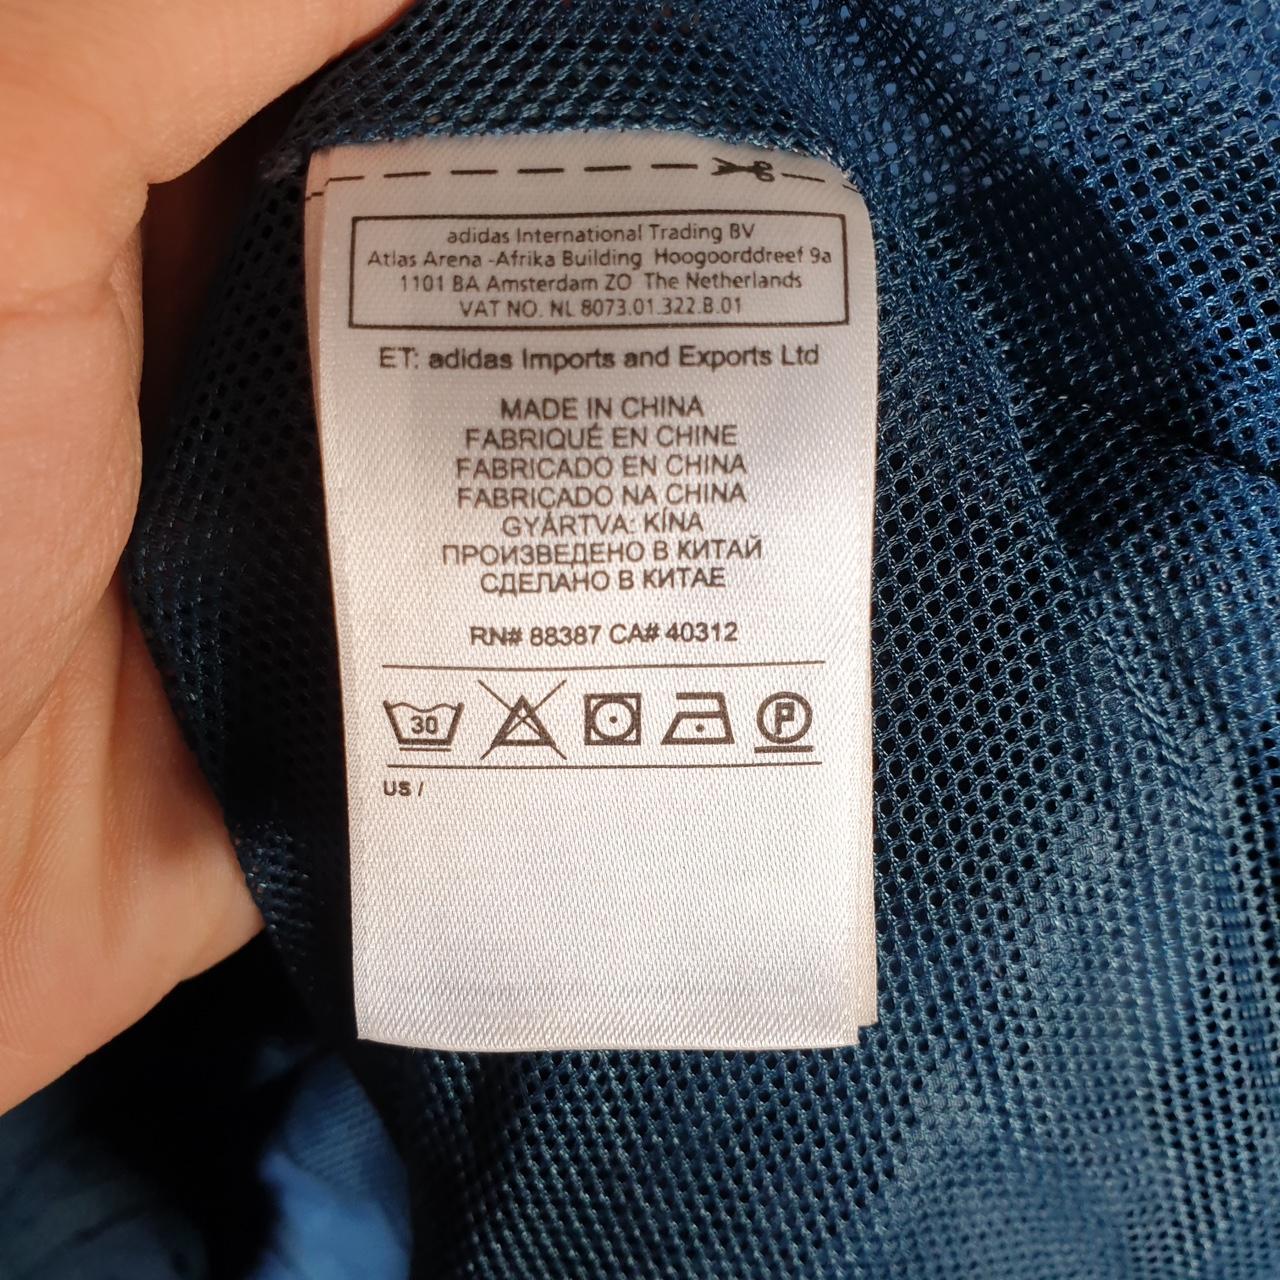 adidas International Trading BV
Atlas Arena -Afrika Building Hoogoorddreef 9a
1101 BA Amsterdam ZO The Netherlands
VAT NO. NL 8073.01.322.B.01
ET: adidas Imports and Exports Ltd
MADE IN CHINA
FABRIQUÉ EN CHINE
FABRICADO EN CHINA
FABRICADO NA CHINA
GYÁRTVA: KÍNA
ПРОИЗВЕДЕНО В КИТАЙ
СДЕЛАНО В КИТАЕ
RN# 88387 CA# 40312
30 P
US /